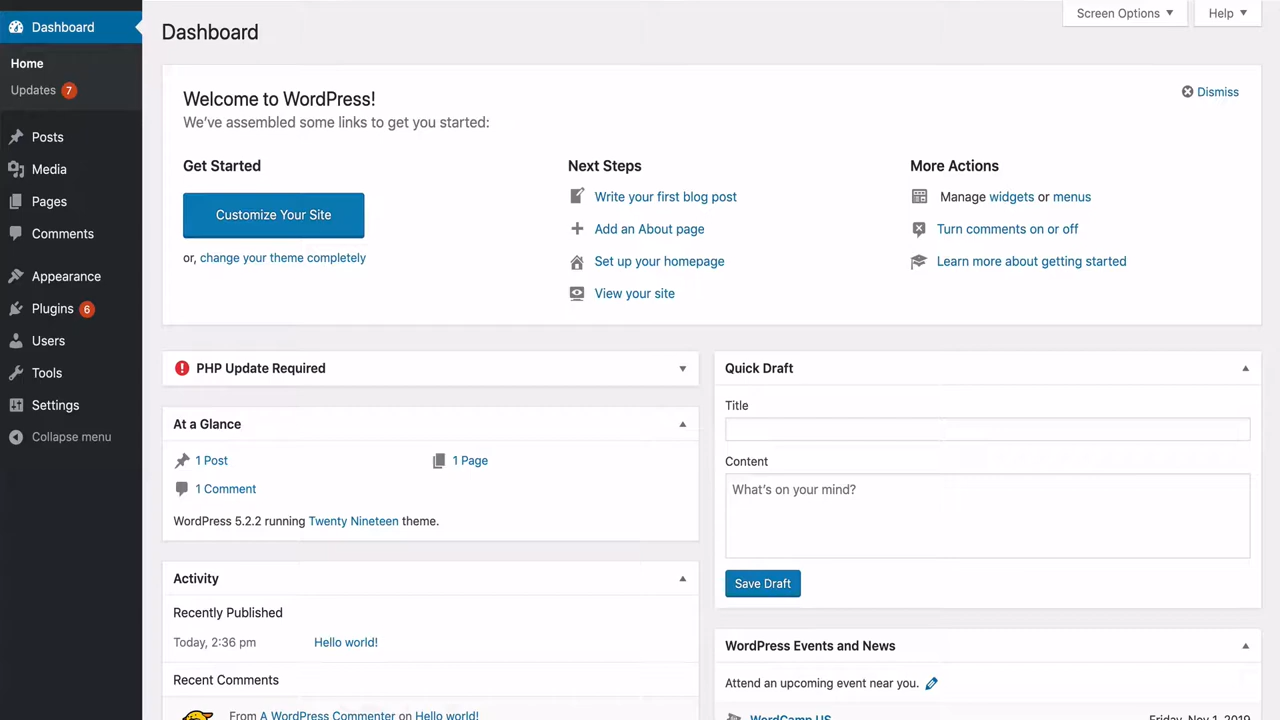 Dashboard
Home
Updates 7
Posts
Media
Pages
Comments
Appearance
Plugins 6
Users
Tools
Settings
Collapse menu
Screen Options
Help
Dashboard
Welcome to WordPress!
We've assembled some links to get you started:
Dismiss
Get Started
Customize Your Site
or, change your theme completely
Next Steps
Write your first blog post
Add an About page
Set up your homepage
View your site
More Actions
Manage widgets or menus
Turn comments on or off
Learn more about getting started
PHP Update Required
At a Glance
1 Post
1 Page
1 Comment
WordPress 5.2.2 running Twenty Nineteen theme.
Activity
Recently Published
Today, 2:36 pm Hello world!
Recent Comments
From A WordPress Commenter on Hello world!
Quick Draft
Title
Content
What's on your mind?
Save Draft
WordPress Events and News
Attend an upcoming event near you.
WordCamp US Friday, Nov 1, 2019